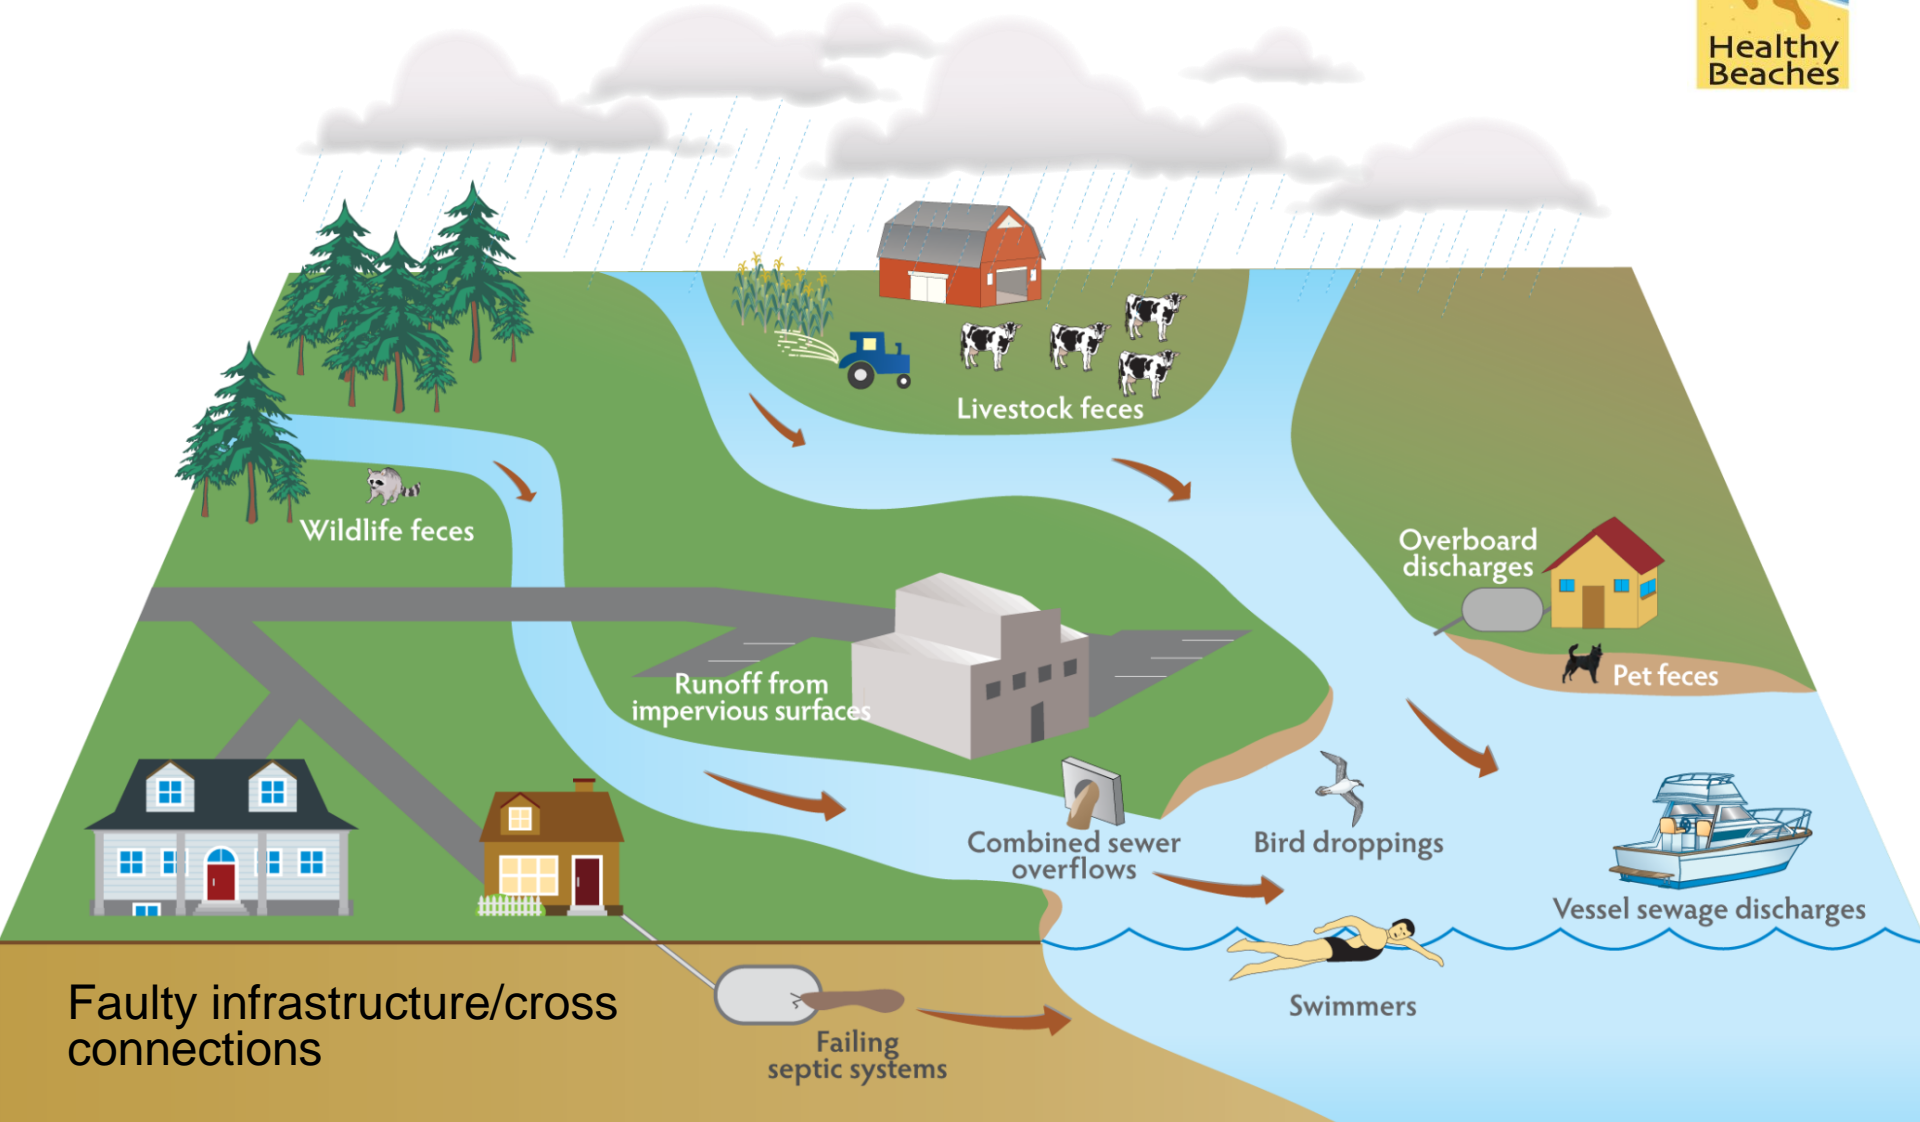 Healthy
Beaches
Livestock feces
Wildlife feces
Overboard
discharges
Pet feces
Runoff from
impervious surfaces
Combined sewer
overflows
Bird droppings
Vessel sewage discharges
Swimmers
Faulty infrastructure/cross
connections
Failing
septic systems